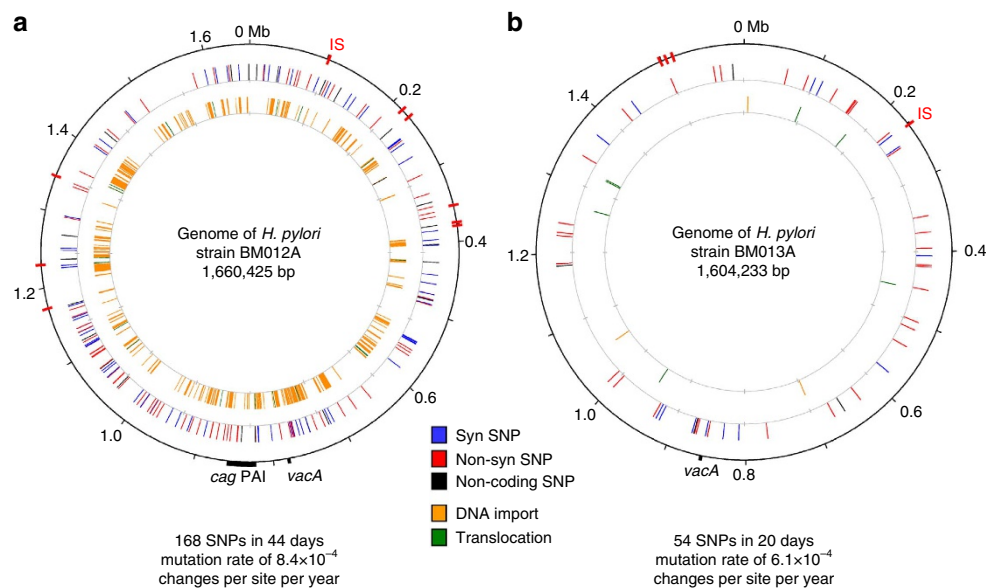 a
0 Mb
IS
0.2
0.4
0.6
vacA
cag PAI
1.0
1.2
1.4
1.6
Genome of H. pylori
strain BM012A
1,660,425 bp
168 SNPs in 44 days
mutation rate of 8.4×10⁻⁴
changes per site per year
Syn SNP
Non-syn SNP
Non-coding SNP
DNA import
Translocation
b
0 Mb
0.2
IS
0.4
0.6
0.8
vacA
1.0
1.2
1.4
Genome of H. pylori
strain BM013A
1,604,233 bp
54 SNPs in 20 days
mutation rate of 6.1×10⁻⁴
changes per site per year